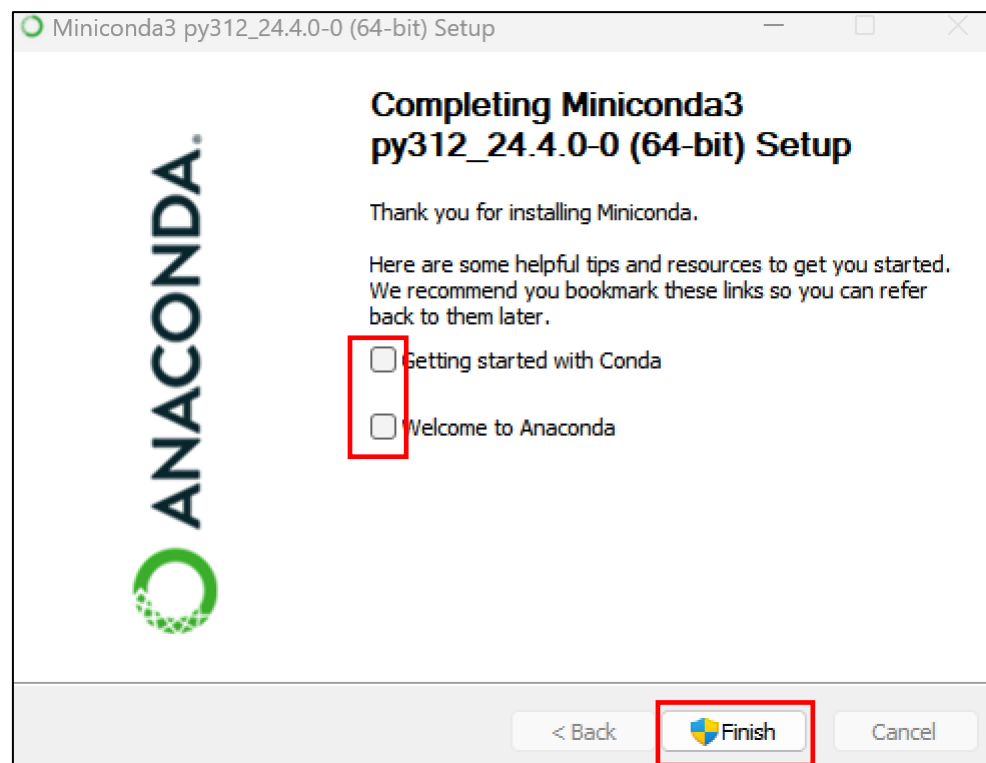 Miniconda3 py312_24.4.0-0 (64-bit) Setup
ANACONDA.
Completing Miniconda3
py312_24.4.0-0 (64-bit) Setup
Thank you for installing Miniconda.
Here are some helpful tips and resources to get you started.
We recommend you bookmark these links so you can refer
back to them later.
Getting started with Conda
Welcome to Anaconda
< Back
Finish
Cancel